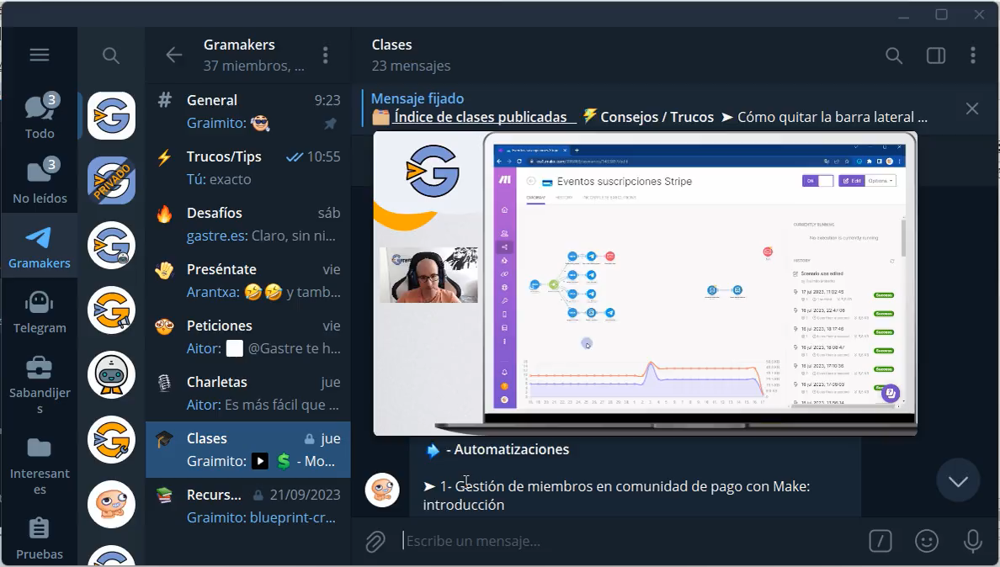 3
Todo
3
No leídos
Gramakers
Telegram
Sabandijer
s
Interesant
es
Pruebas
PRIVADO
Gramakers
37 miembros, ...
# General 9:23
Graimito:
Trucos/Tips 10:55
Tú: exacto
Desafíos sáb
gastre.es: Claro, sin ni...
Preséntate vie
Arantxa: 🤣🤣 y tamb...
Peticiones vie
Aitor: @Gastre te h...
Charletas jue
Aitor: Es más fácil que ...
Clases jue
Graimito: - Mo...
Recurs... 21/09/2023
Graimito: blueprint-cr...
Clases
23 mensajes
Mensaje fijado
Índice de clases publicadas ⚡ Consejos / Trucos ➤ Cómo quitar la barra lateral ...
Eventos suscripciones Stripe
ON Edit Options
HISTORY
CURRENTLY RUNNING
No execution is currently running
HISTORY
Scenario was edited
17 jul 2023, 11:02:45
Success
16 jul 2023, 22:47:06
Success
16 jul 2023, 18:17:46
Success
16 jul 2023, 18:08:47
Success
16 jul 2023, 17:10:36
Success
16 jul 2023, 17:06:03
- Automatizaciones
➤ 1- Gestión de miembros en comunidad de pago con Make:
introducción
Escribe un mensaje...